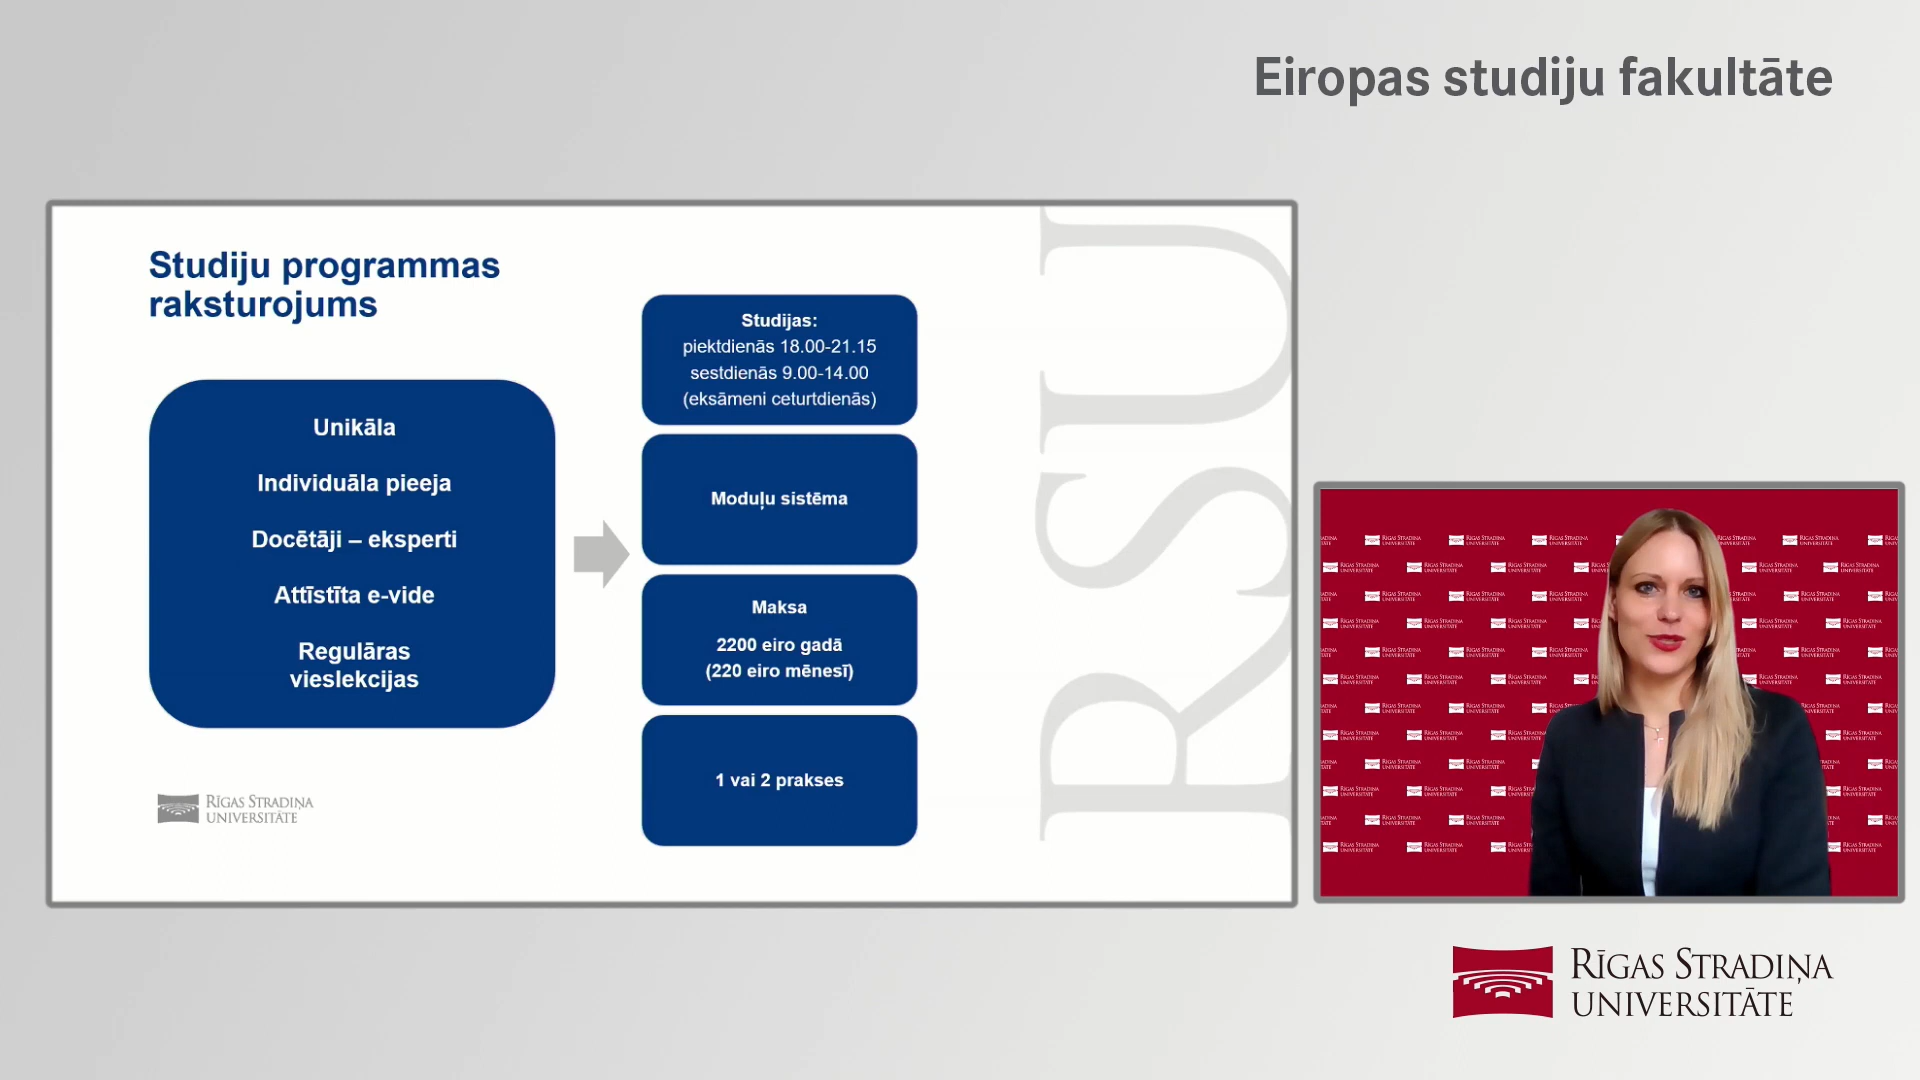 Eiropas studiju fakultāte
Studiju programmas
raksturojums
Unikāla
Individuāla pieeja
Docētāji – eksperti
Attīstīta e-vide
Regulāras
vieslekcijas
Studijas:
piektdienās 18.00-21.15
sestdienās 9.00-14.00
(eksāmeni ceturtdienās)
Moduļu sistēma
Maksa
2200 eiro gadā
(220 eiro mēnesī)
1 vai 2 prakses
RSU
RĪGAS STRADIŅA
UNIVERSITĀTE
RĪGAS STRADIŅA
UNIVERSITĀTE